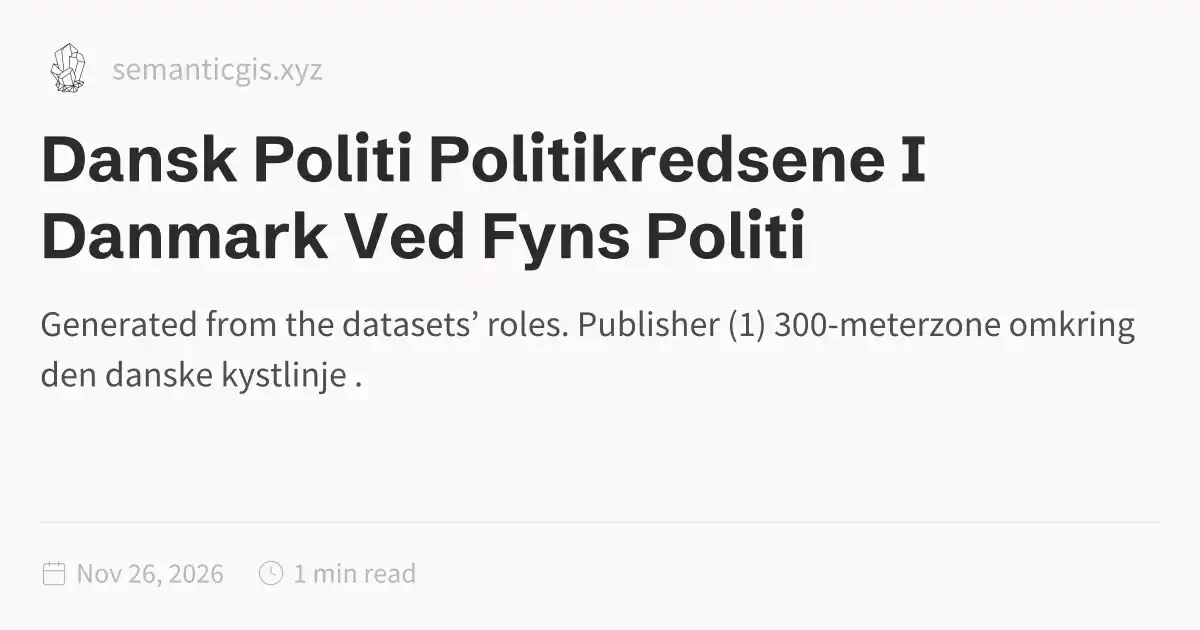 semanticgis.xyz
Dansk Politi Politikredsene I
Danmark Ved Fyns Politi
Generated from the datasets’ roles. Publisher (1) 300-meterzone omkring
den danske kystlinje .
Nov 26, 2026 1 min read